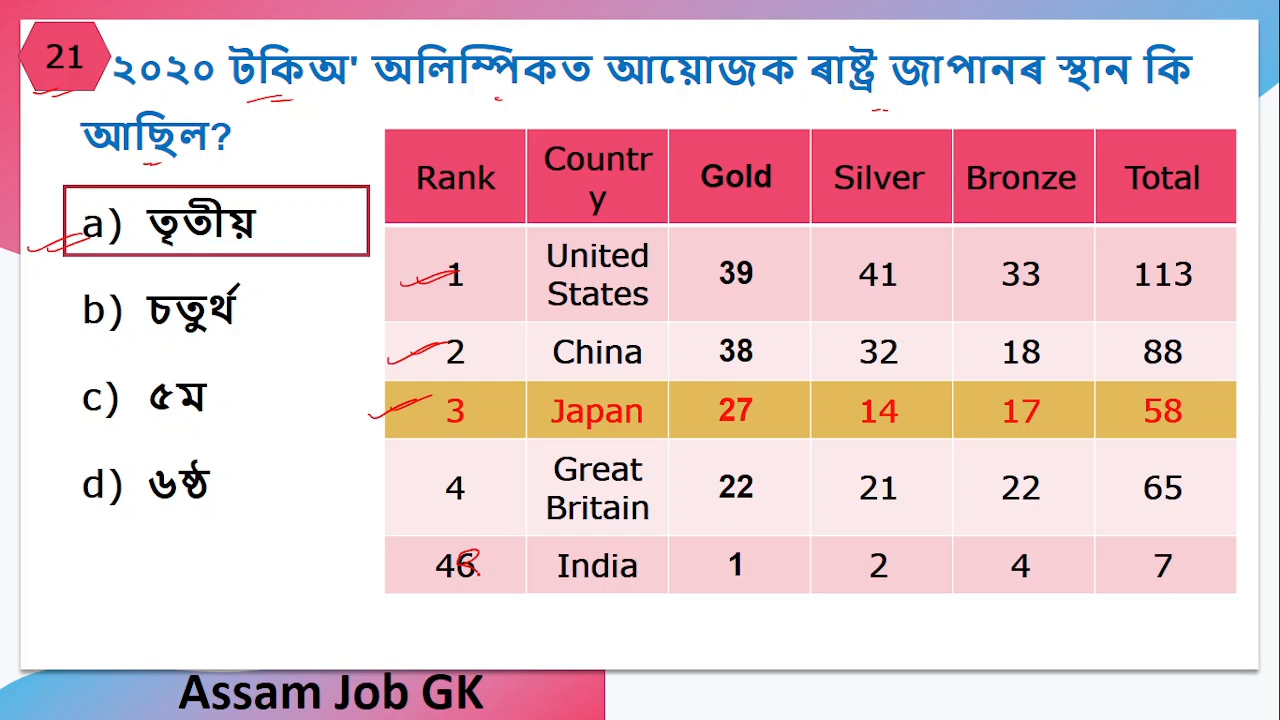 21
২০২০ টকিঅ' অলিম্পিকত আয়োজক ৰাষ্ট্ৰ জাপানৰ স্থান কি
আছিল?
a) তৃতীয়
b) চতুৰ্থ
c) ৫ম
d) ৬ষ্ঠ
Rank Countr
y Gold Silver Bronze Total
1 United
States 39 41 33 113
2 China 38 32 18 88
3 Japan 27 14 17 58
4 Great
Britain 22 21 22 65
46 India 1 2 4 7
Assam Job GK